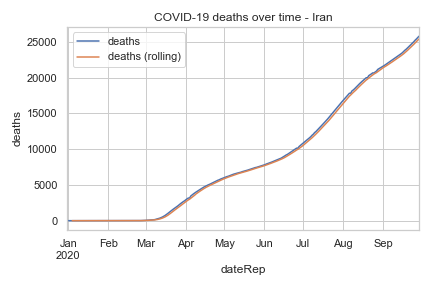 COVID-19 deaths over time - Iran
deaths
deaths (rolling)
25000
20000
15000
10000
5000
0
deaths
Jan Feb Mar Apr May Jun Jul Aug Sep
2020
dateRep